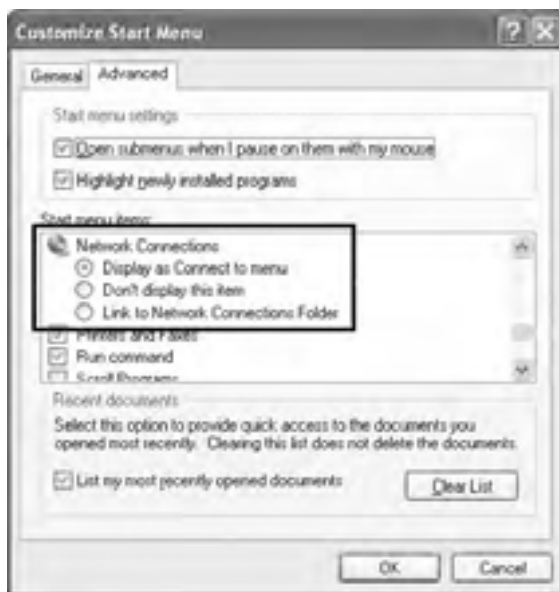 Customize Start Menu
General Advanced
Start menu settings
Open submenus when I pause on them with my mouse
Highlight newly installed programs
Start menu items:
Network Connections
Display as Connect to menu
Don't display this item
Link to Network Connections Folder
Printers and Faxes
Run command
Scroll Programs
Recent documents
Select this option to provide quick access to the documents you
opened most recently. Clearing this list does not delete the documents.
List my most recently opened documents
Clear List
OK Cancel